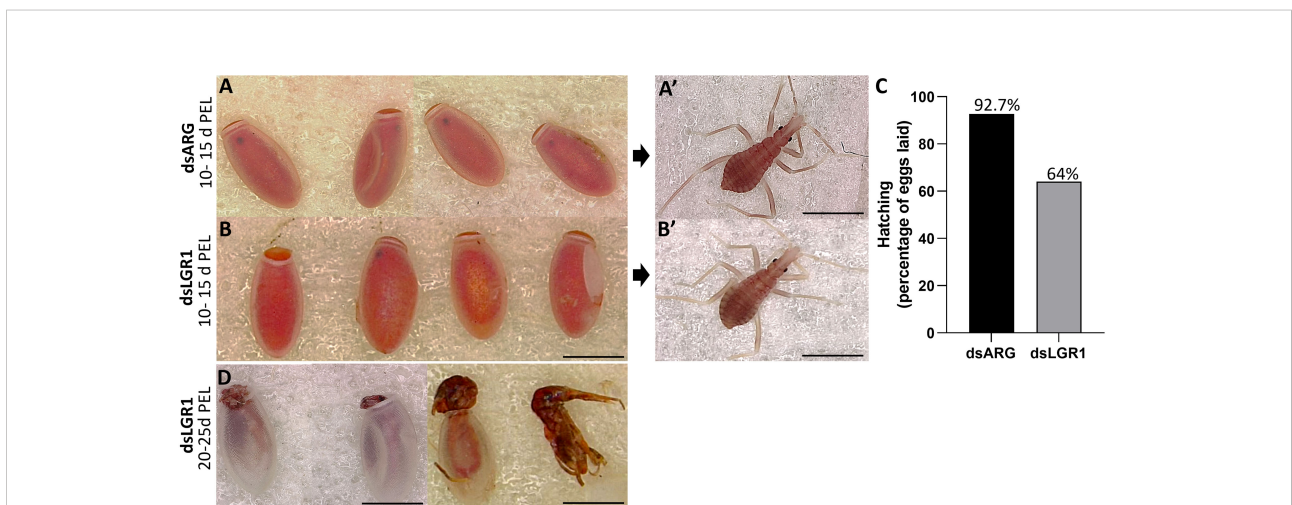 A
dsARG
10- 15 d PEL
A’
B
dsLGR1
10- 15 d PEL
B’
C
Hatching
(percentage of eggs laid)
100
80
60
40
20
0
92.7%
64%
dsARG dsLGR1
D
dsLGR1
20-25d PEL